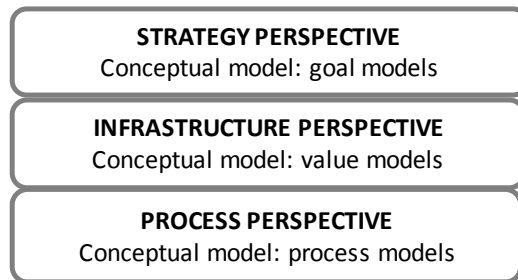 STRATEGY PERSPECTIVE
Conceptual model: goal models
INFRASTRUCTURE PERSPECTIVE
Conceptual model: value models
PROCESS PERSPECTIVE
Conceptual model: process models